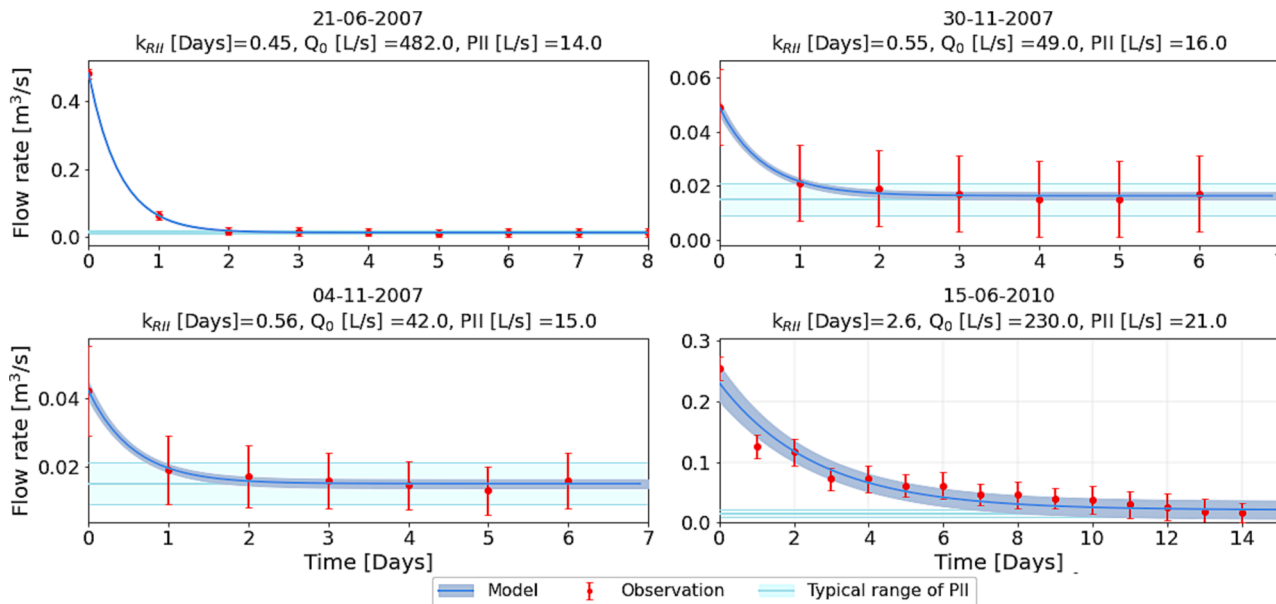 21-06-2007
k_RII [Days]=0.45, Q_0 [L/s] =482.0, PII [L/s] =14.0
Flow rate [m³/s]
0.4
0.2
0.0
0 1 2 3 4 5 6 7 8
30-11-2007
k_RII [Days]=0.55, Q_0 [L/s] =49.0, PII [L/s] =16.0
0.06
0.04
0.02
0.00
0 1 2 3 4 5 6
04-11-2007
k_RII [Days]=0.56, Q_0 [L/s] =42.0, PII [L/s] =15.0
Flow rate [m³/s]
0.04
0.02
0 1 2 3 4 5 6 7
Time [Days]
15-06-2010
k_RII [Days]=2.6, Q_0 [L/s] =230.0, PII [L/s] =21.0
0.3
0.2
0.1
0.0
0 2 4 6 8 10 12 14
Time [Days]
Model Observation Typical range of PII